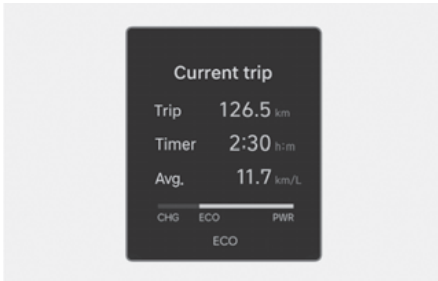 Current trip
Trip 126.5 km
Timer 2:30 h:m
Avg. 11.7 km/L
CHG ECO PWR
ECO